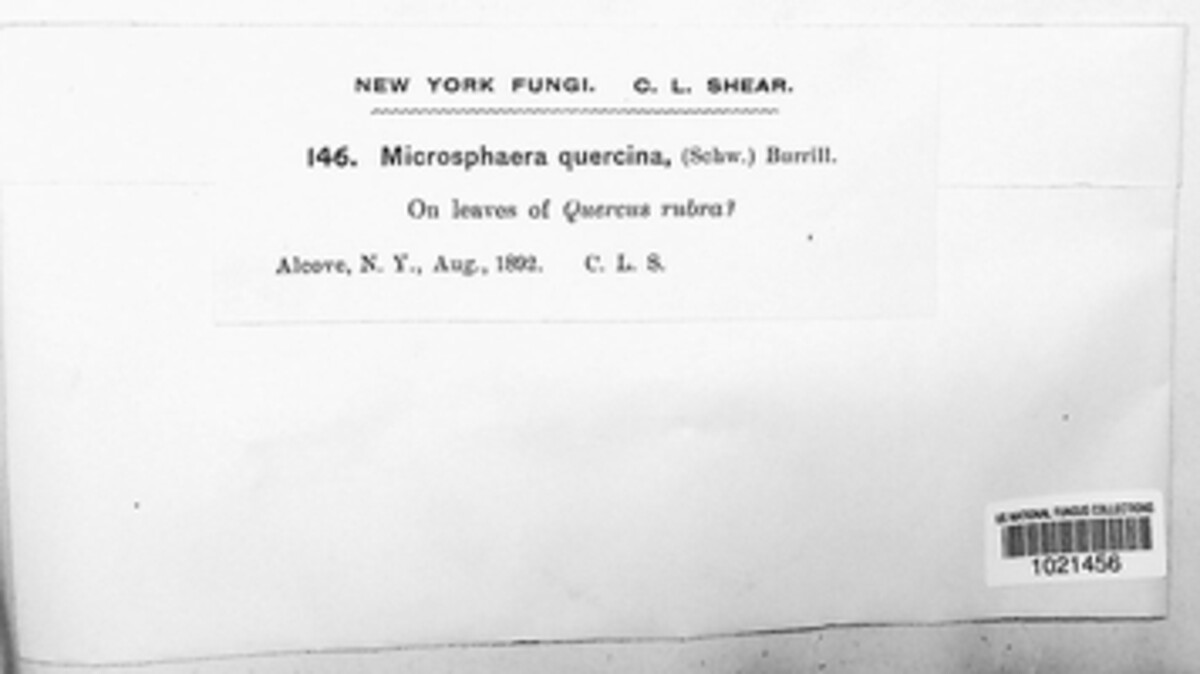 NEW YORK FUNGI. C. L. SHEAR.
146. Microsphaera quercina, (Schw.) Burrill.
On leaves of Quercus rubra?
Alcove, N. Y., Aug., 1892. C. L. S.
US NATIONAL FUNGUS COLLECTIONS
1021456